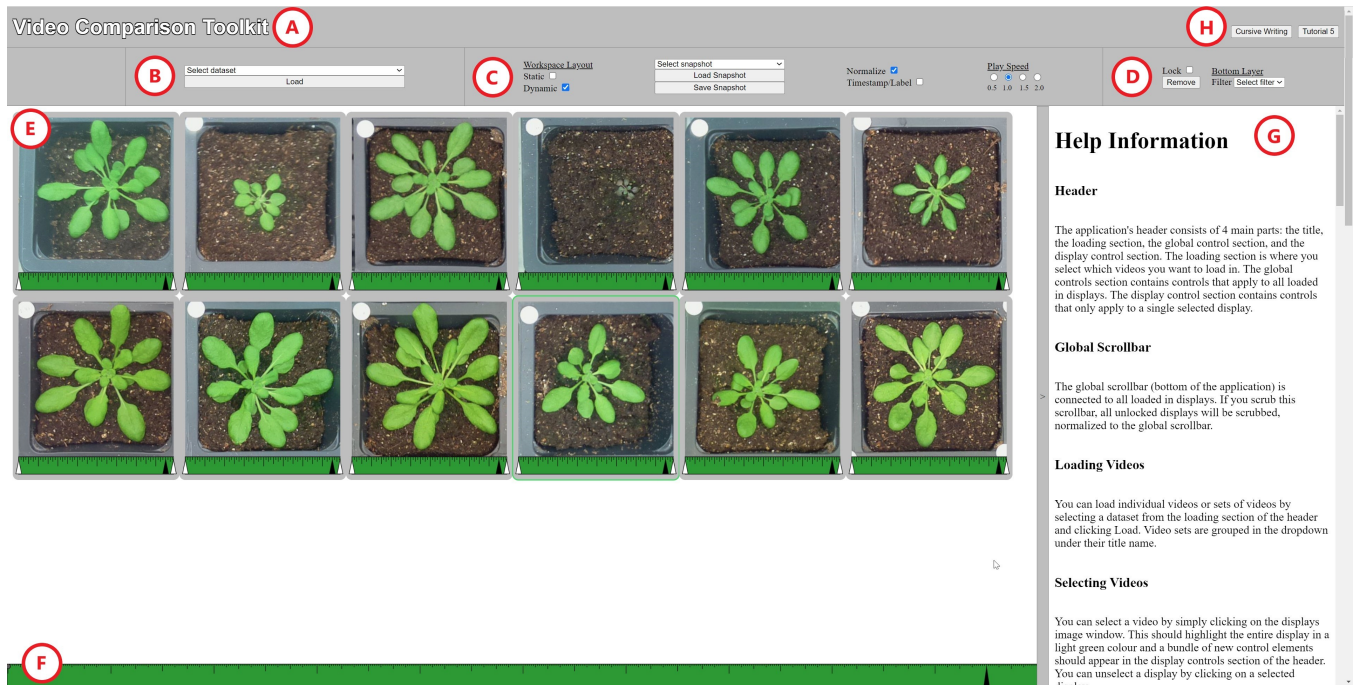 Video Comparison Toolkit
A
H
Cursive Writing
Tutorial 5
B
Select dataset
Load
C
Workspace Layout
Static
Dynamic
Select snapshot
Load Snapshot
Save Snapshot
Normalize
Timestamp/Label
Play Speed
0.5 1.0 1.5 2.0
D
Lock
Remove
Bottom Layer
Filter Select filter
E
G
Help Information
Header
The application's header consists of 4 main parts: the title,
the loading section, the global control section, and the
display control section. The loading section is where you
select which videos you want to load in. The global
controls section contains controls that apply to all loaded
in displays. The display control section contains controls
that only apply to a single selected display.
Global Scrollbar
The global scrollbar (bottom of the application) is
connected to all loaded in displays. If you scrub this
scrollbar, all unlocked displays will be scrubbed,
normalized to the global scrollbar.
>
Loading Videos
You can load individual videos or sets of videos by
selecting a dataset from the loading section of the header
and clicking Load. Video sets are grouped in the dropdown
under their title name.
Selecting Videos
You can select a video by simply clicking on the displays
image window. This should highlight the entire display in a
light green colour and a bundle of new control elements
should appear in the display controls section of the header.
You can unselect a display by clicking on a selected
F